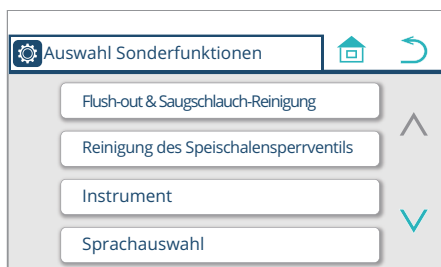 Auswahl Sonderfunktionen
Flush-out & Saugschlauch-Reinigung
Reinigung des Speischalensperrventils
Instrument
Sprachauswahl